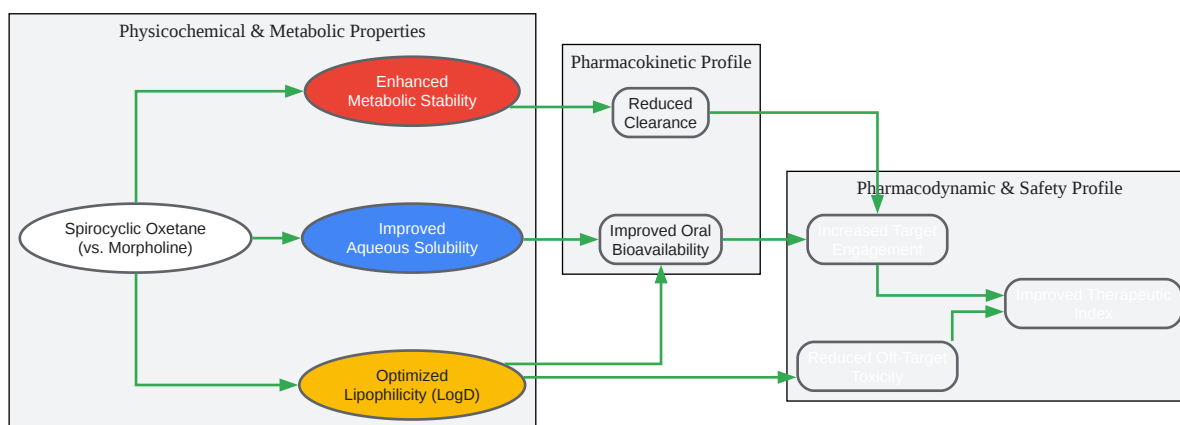 Physicochemical & Metabolic Properties
Enhanced
Metabolic Stability
Spirocyclic Oxetane
(vs. Morpholine)
Improved
Aqueous Solubility
Optimized
Lipophilicity (LogD)
Pharmacokinetic Profile
Reduced
Clearance
Improved Oral
Bioavailability
Pharmacodynamic & Safety Profile
Increased Target
Engagement
Improved Therapeutic
Index
Reduced Off-Target
Toxicity